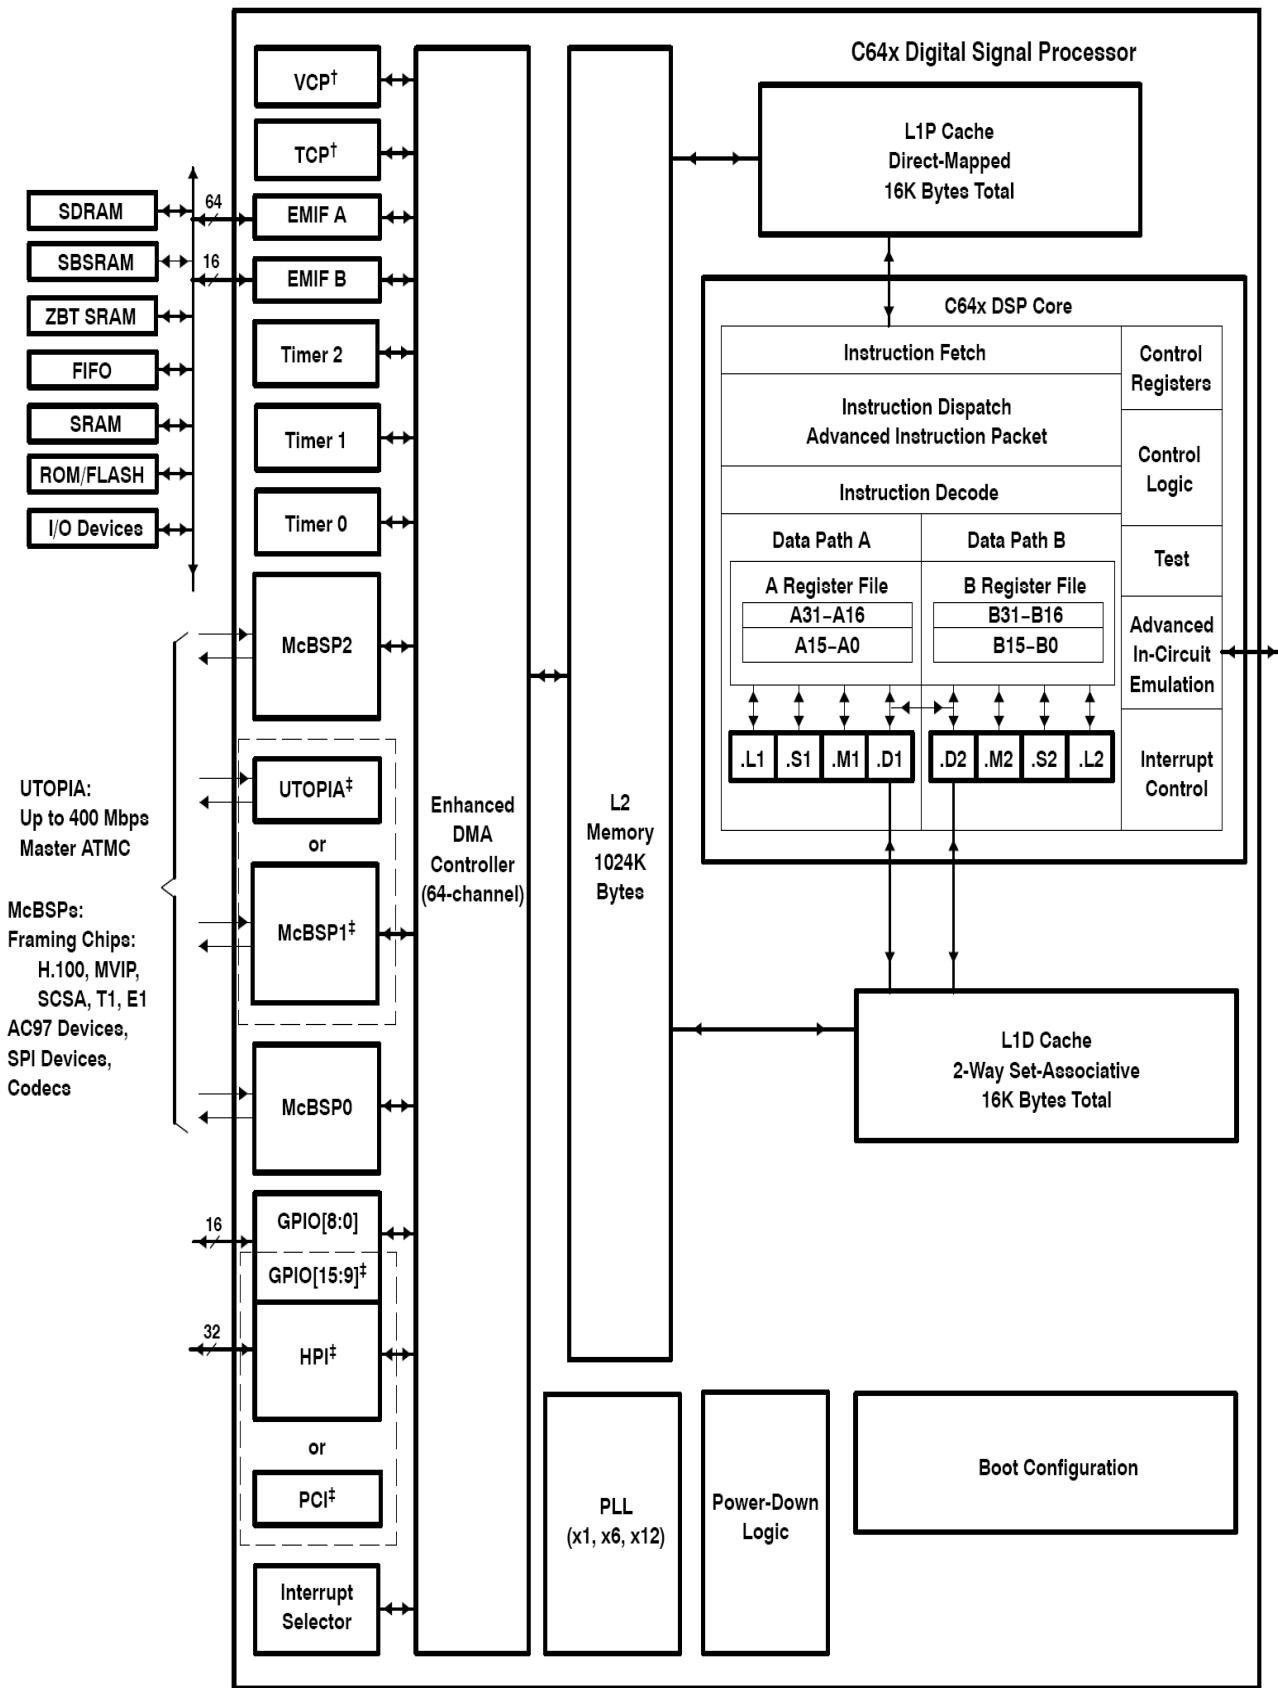 C64x Digital Signal Processor
VCP†
TCP†
EMIF A
EMIF B
Timer 2
Timer 1
Timer 0
McBSP2
UTOPIA‡
or
McBSP1‡
McBSP0
GPIO[8:0]
GPIO[15:9]‡
HPI‡
or
PCI‡
Interrupt
Selector
64
16
16
32
SDRAM
SBSRAM
ZBT SRAM
FIFO
SRAM
ROM/FLASH
I/O Devices
UTOPIA:
Up to 400 Mbps
Master ATMC
McBSPs:
Framing Chips:
H.100, MVIP,
SCSA, T1, E1
AC97 Devices,
SPI Devices,
Codecs
Enhanced
DMA
Controller
(64-channel)
L2
Memory
1024K
Bytes
L1P Cache
Direct-Mapped
16K Bytes Total
C64x DSP Core
Instruction Fetch
Instruction Dispatch
Advanced Instruction Packet
Instruction Decode
Data Path A
Data Path B
A Register File
A31–A16
A15–A0
B Register File
B31–B16
B15–B0
.L1
.S1
.M1
.D1
.D2
.M2
.S2
.L2
Control
Registers
Control
Logic
Test
Advanced
In-Circuit
Emulation
Interrupt
Control
L1D Cache
2-Way Set-Associative
16K Bytes Total
PLL
(x1, x6, x12)
Power-Down
Logic
Boot Configuration